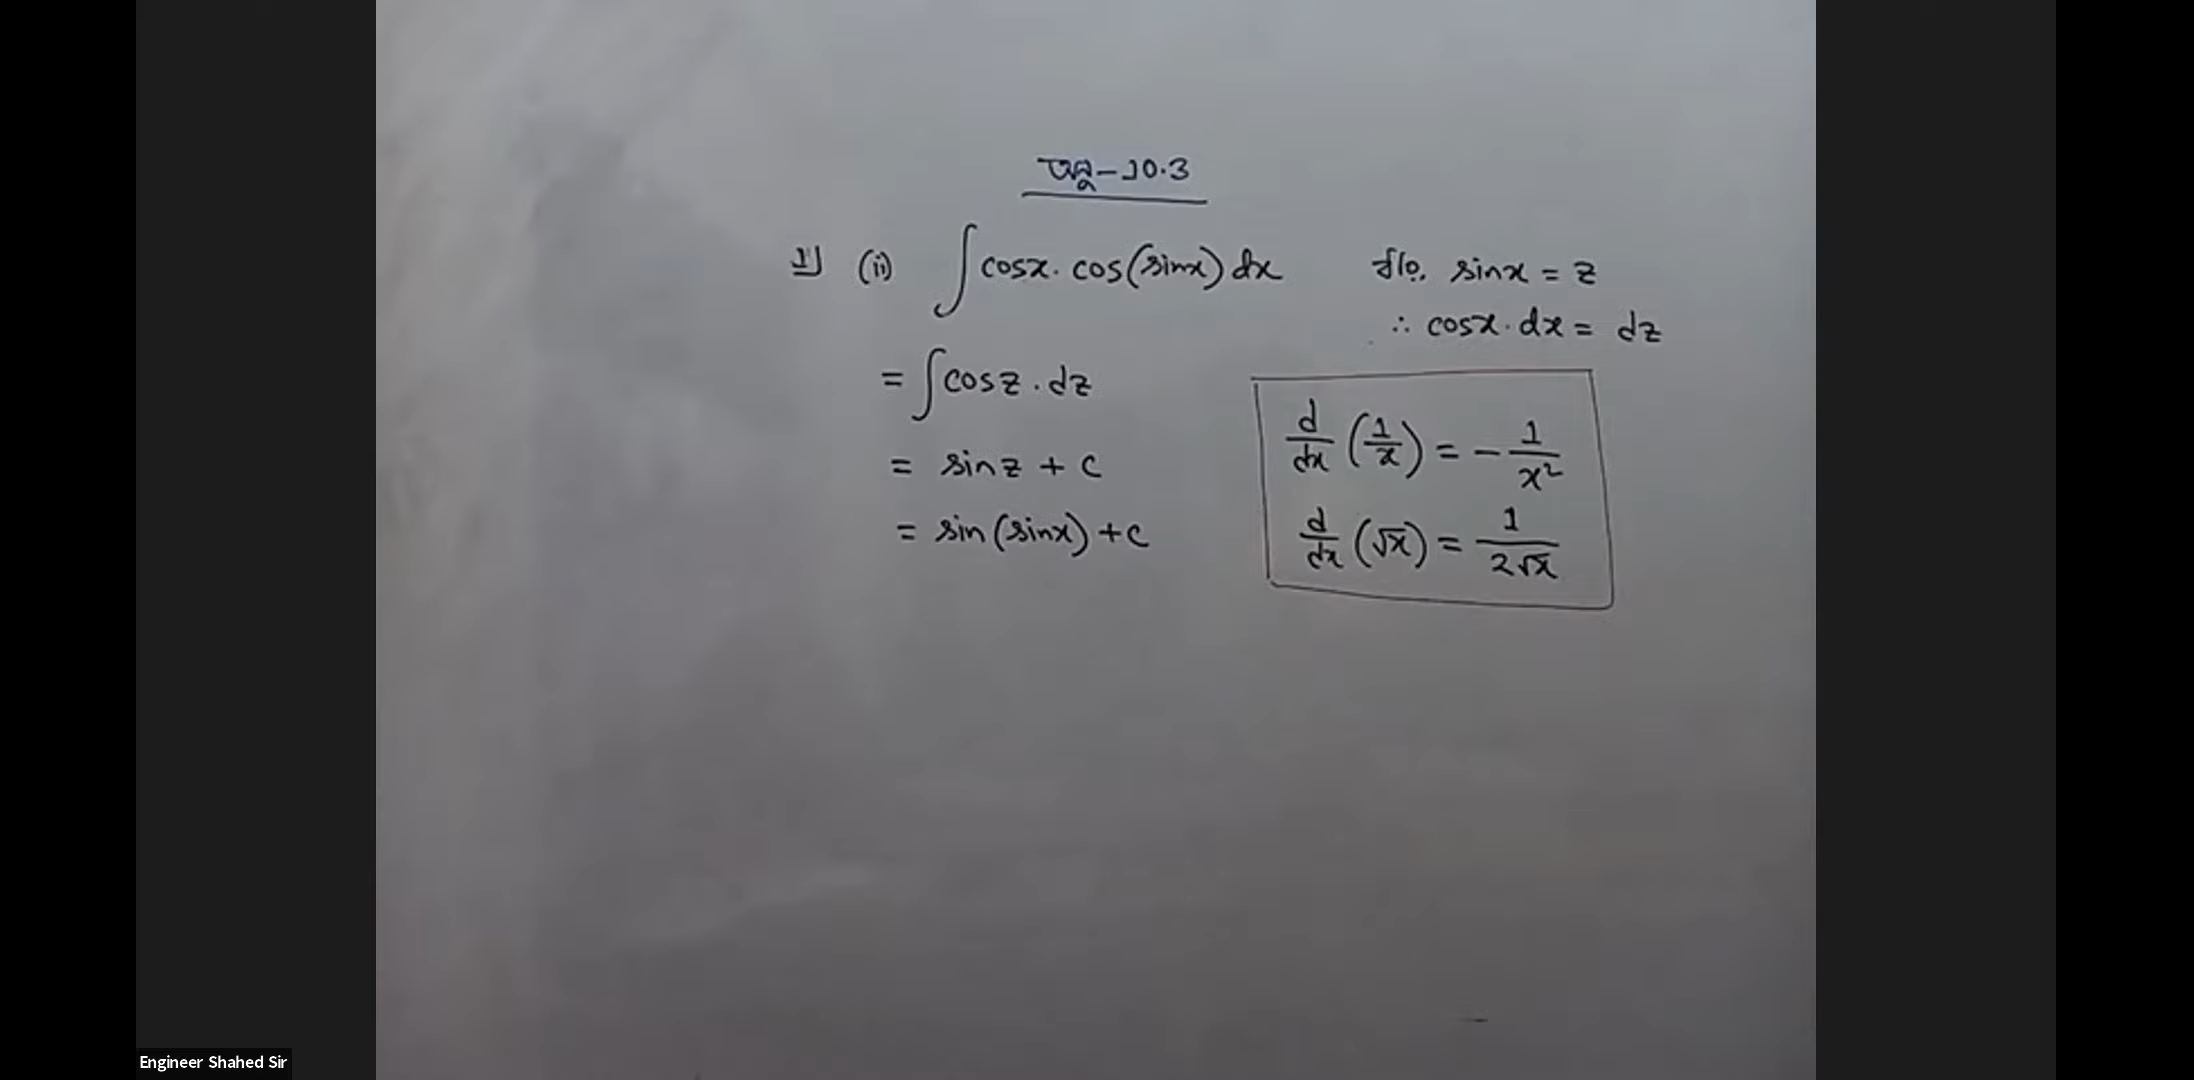 অনু-১০.3
1) (ii) ∫cosx. cos(sinx) dx ধরি, sinx = z
∴ cosx. dx = dz
= ∫cosz . dz
= sinz + c
= sin(sinx) + c
d/dx (1/x) = - 1/x²
d/dx (√x) = 1/2√x
Engineer Shahed Sir